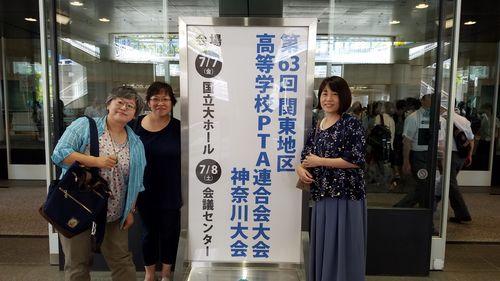 第63回 関東地区
高等学校PTA連合会大会
神奈川大会
会場
7/7
(金)
国立大ホール
7/8
(土)
会議センター